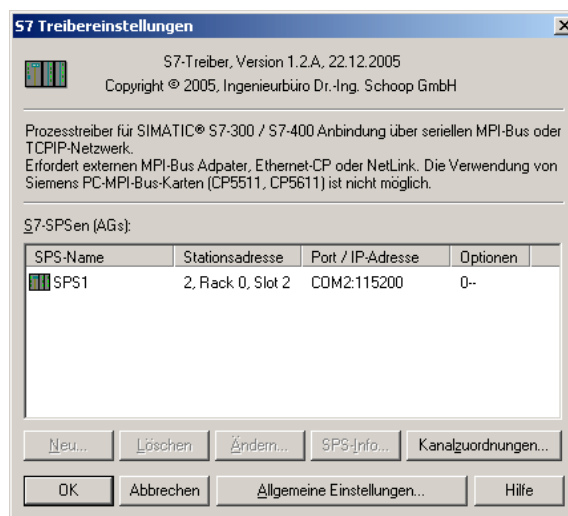 S7 Treibereinstellungen
S7-Treiber, Version 1.2.A, 22.12.2005
Copyright © 2005, Ingenieurbüro Dr.-Ing. Schoop GmbH
Prozesstreiber für SIMATIC® S7-300 / S7-400 Anbindung über seriellen MPI-Bus oder
TCPIP-Netzwerk.
Erfordert externen MPI-Bus Adpater, Ethernet-CP oder NetLink. Die Verwendung von
Siemens PC-MPI-Bus-Karten (CP5511, CP5611) ist nicht möglich.
S7-SPSen (AGs):
SPS-Name Stationsadresse Port / IP-Adresse Optionen
SPS1 2, Rack 0, Slot 2 COM2:115200 0--
Neu... Löschen Ändern... SPS-Info... Kanalzuordnungen...
OK Abbrechen Allgemeine Einstellungen... Hilfe